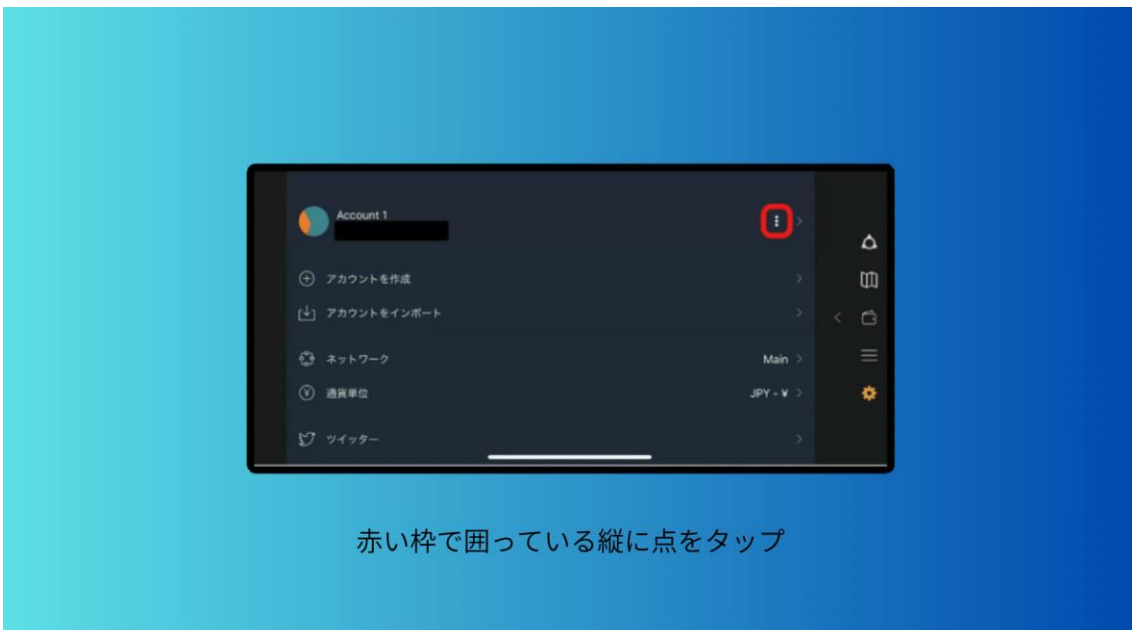 Account 1
アカウントを作成
アカウントをインポート
ネットワーク Main
通貨単位 JPY - ¥
ツイッター
赤い枠で囲っている縦に点をタップ